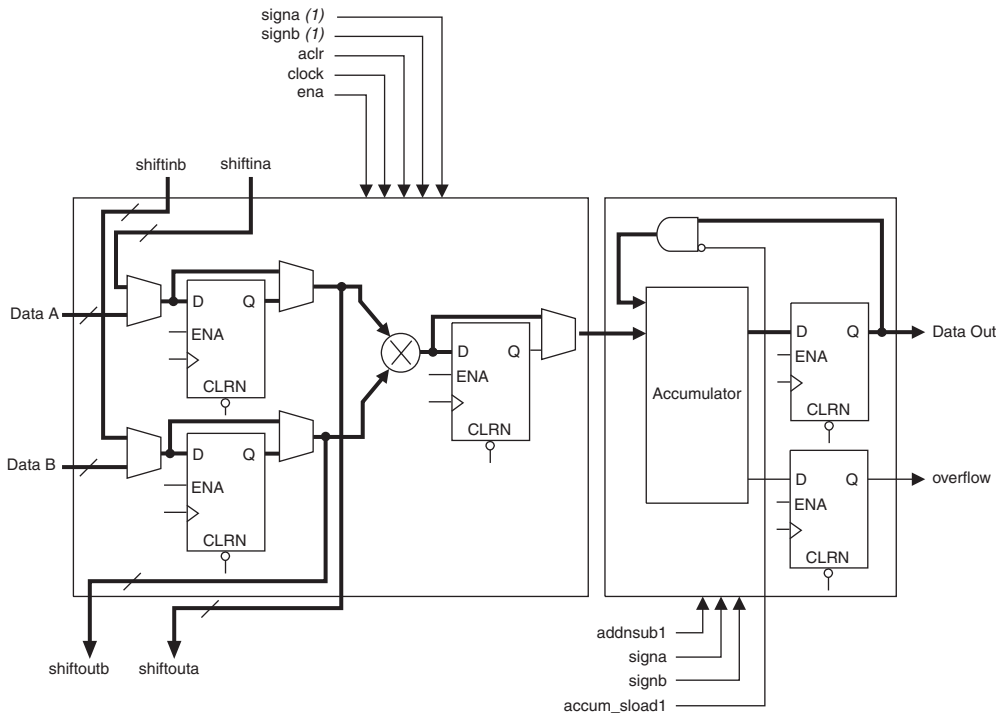 signa (1)
signb (1)
aclr
clock
ena
shiftinb
shiftina
Data A
D
Q
ENA
CLRN
D
Q
ENA
CLRN
Data B
D
Q
ENA
CLRN
Accumulator
D
Q
ENA
CLRN
Data Out
D
Q
ENA
CLRN
overflow
shiftoutb
shiftouta
addnsub1
signa
signb
accum_sload1